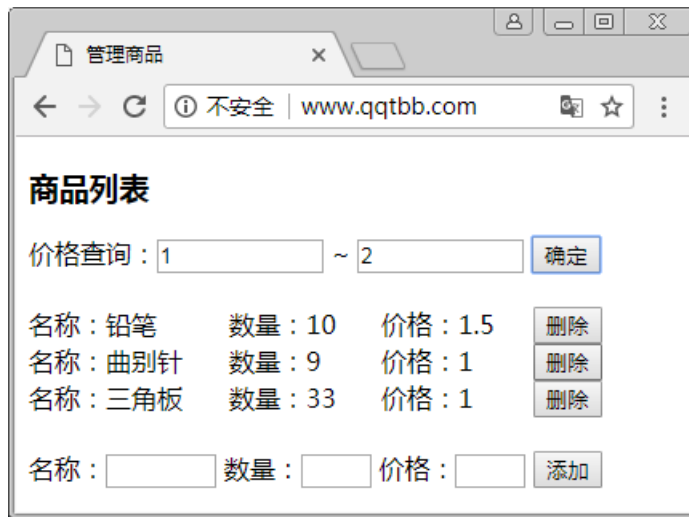 管理商品
不安全 www.qqtbb.com
商品列表
价格查询：1 ~ 2 确定
名称：铅笔 数量：10 价格：1.5 删除
名称：曲别针 数量：9 价格：1 删除
名称：三角板 数量：33 价格：1 删除
名称： 数量： 价格： 添加